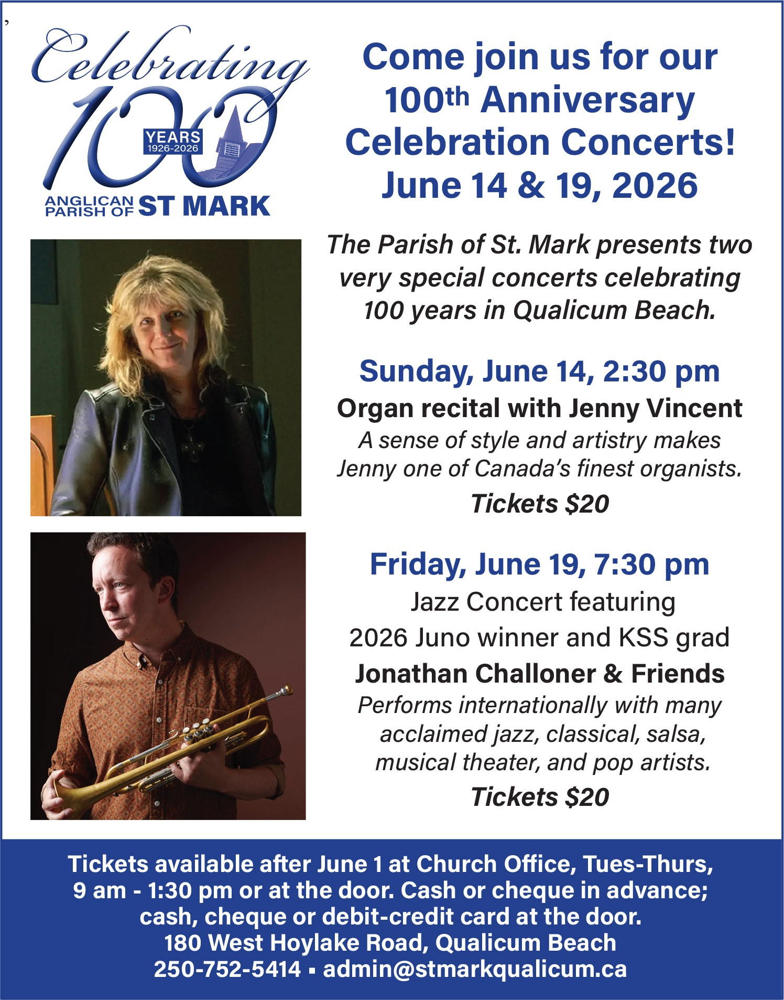 ,
Celebrating
100
YEARS
1926-2026
ANGLICAN
PARISH OF ST MARK
Come join us for our
100th Anniversary
Celebration Concerts!
June 14 & 19, 2026
The Parish of St. Mark presents two
very special concerts celebrating
100 years in Qualicum Beach.
Sunday, June 14, 2:30 pm
Organ recital with Jenny Vincent
A sense of style and artistry makes
Jenny one of Canada’s finest organists.
Tickets $20
Friday, June 19, 7:30 pm
Jazz Concert featuring
2026 Juno winner and KSS grad
Jonathan Challoner & Friends
Performs internationally with many
acclaimed jazz, classical, salsa,
musical theater, and pop artists.
Tickets $20
Tickets available after June 1 at Church Office, Tues-Thurs,
9 am - 1:30 pm or at the door. Cash or cheque in advance;
cash, cheque or debit-credit card at the door.
180 West Hoylake Road, Qualicum Beach
250-752-5414 ▪ admin@stmarkqualicum.ca